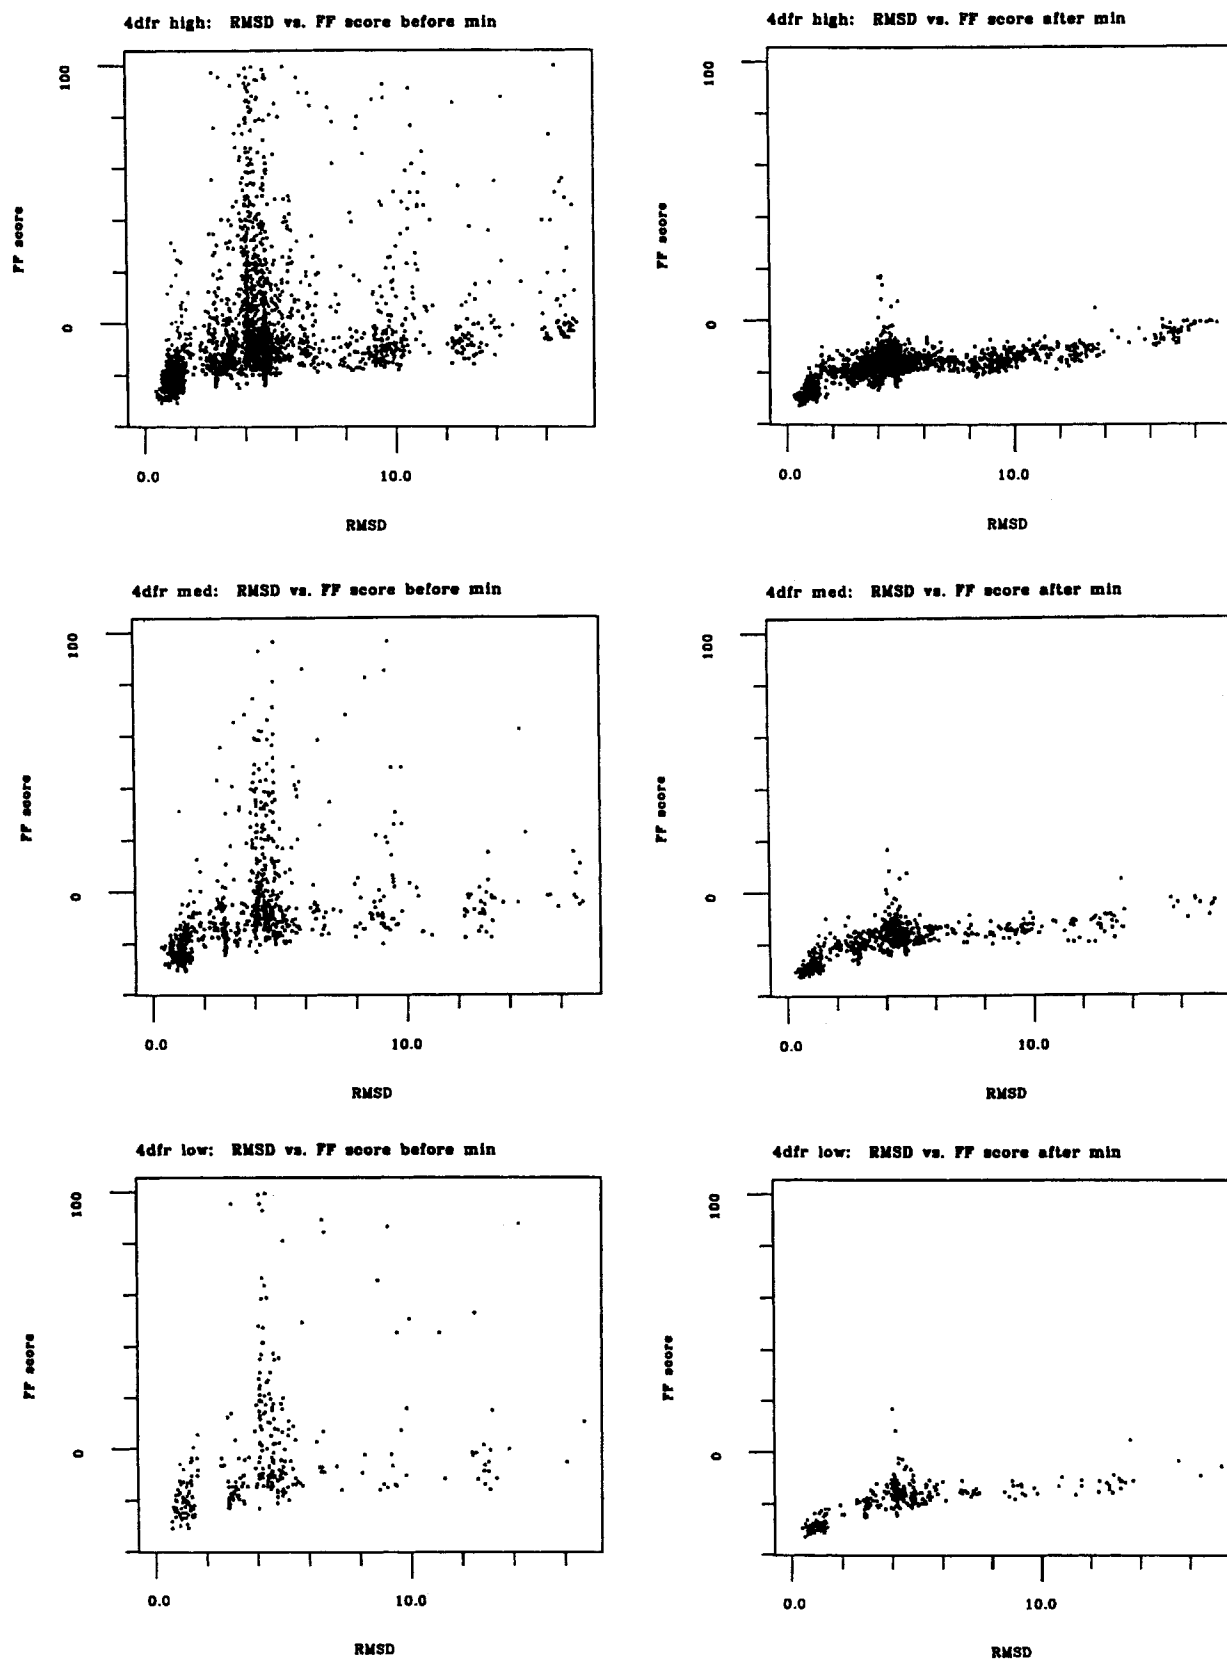 4dfr high: RMSD vs. FF score before min
100
0
FF score
0.0
10.0
RMSD
4dfr high: RMSD vs. FF score after min
100
0
FF score
0.0
10.0
RMSD
4dfr med: RMSD vs. FF score before min
100
0
FF score
0.0
10.0
RMSD
4dfr med: RMSD vs. FF score after min
100
0
FF score
0.0
10.0
RMSD
4dfr low: RMSD vs. FF score before min
100
0
FF score
0.0
10.0
RMSD
4dfr low: RMSD vs. FF score after min
100
0
FF score
0.0
10.0
RMSD